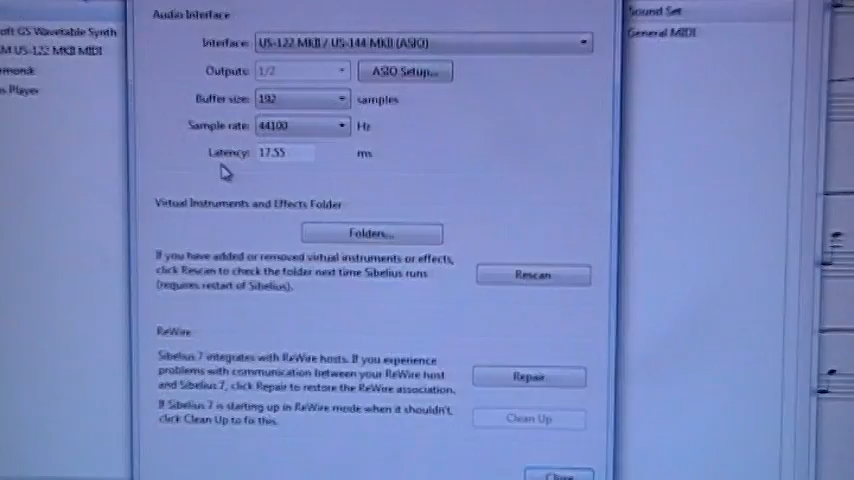 Audio Interface
Interface: US-122 MKII / US-144 MKII (ASIO)
Outputs: 1/2 ASIO Setup...
Buffer size: 192 samples
Sample rate: 44100 Hz
Latency: 17.55 ms
Virtual Instruments and Effects Folder
Folders...
If you have added or removed virtual instruments or effects,
click Rescan to check the folder next time Sibelius runs
(requires restart of Sibelius).
Rescan
ReWire
Sibelius 7 integrates with ReWire hosts. If you experience
problems with communication between your ReWire host
and Sibelius 7, click Repair to restore the ReWire association.
Repair
If Sibelius 7 is starting up in ReWire mode when it shouldn't,
click Clean Up to fix this.
Clean Up
Close
oft GS Wavetable Synth
M US-122 MKII MIDI
s Player
Sound Set
General MIDI